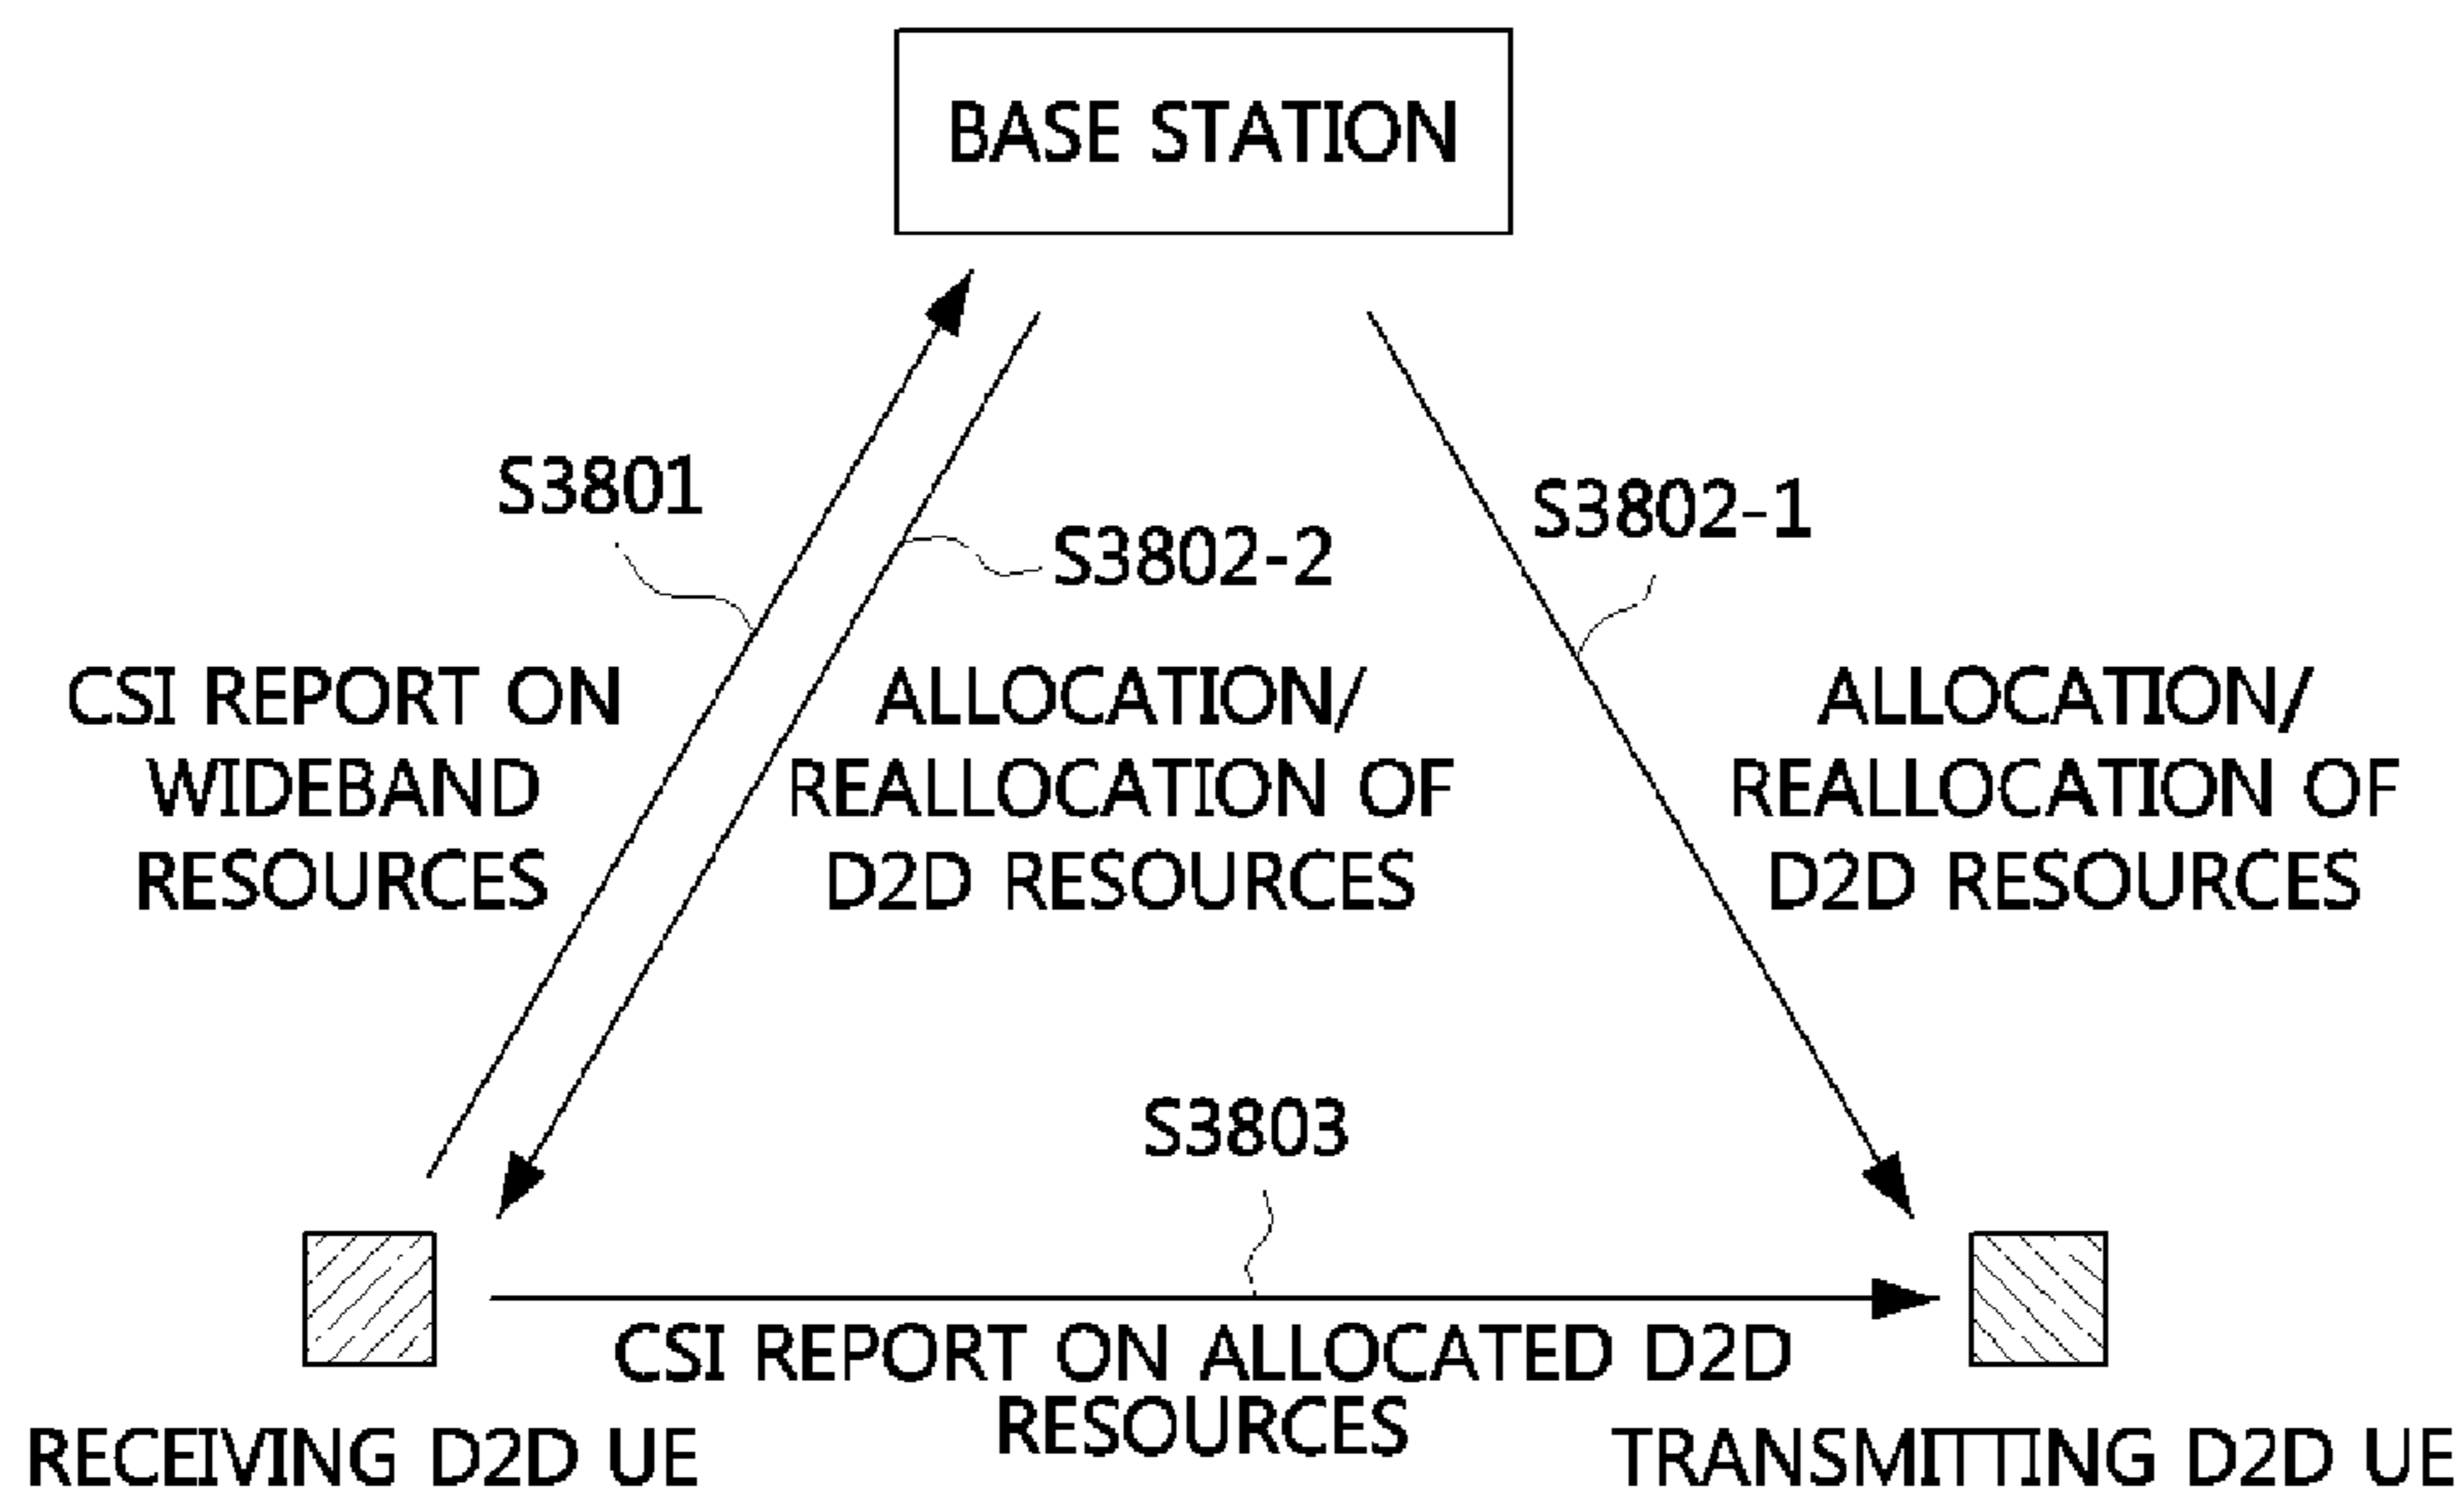 BASE STATION
S3801
S3802-2
S3802-1
CSI REPORT ON
WIDEBAND
RESOURCES
ALLOCATION/
REALLOCATION OF
D2D RESOURCES
ALLOCATION/
REALLOCATION OF
D2D RESOURCES
S3803
CSI REPORT ON ALLOCATED D2D
RESOURCES
RECEIVING D2D UE
TRANSMITTING D2D UE